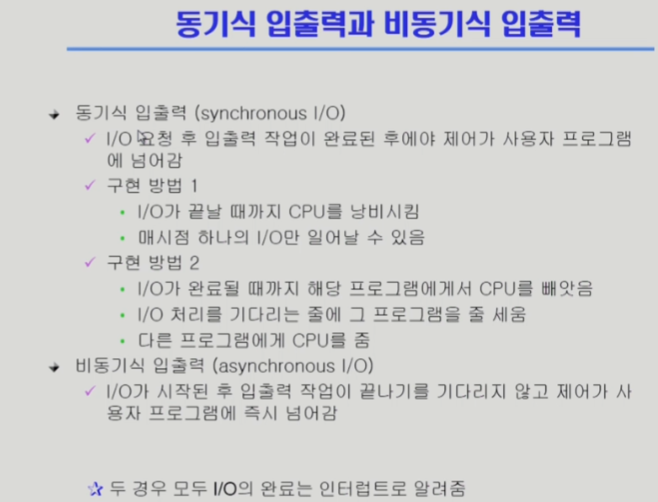 동기식 입출력과 비동기식 입출력
동기식 입출력 (synchronous I/O)
I/O 요청 후 입출력 작업이 완료된 후에야 제어가 사용자 프로그램
에 넘어감
구현 방법 1
I/O가 끝날 때까지 CPU를 낭비시킴
매시점 하나의 I/O만 일어날 수 있음
구현 방법 2
I/O가 완료될 때까지 해당 프로그램에게서 CPU를 빼앗음
I/O 처리를 기다리는 줄에 그 프로그램을 줄 세움
다른 프로그램에게 CPU를 줌
비동기식 입출력 (asynchronous I/O)
I/O가 시작된 후 입출력 작업이 끝나기를 기다리지 않고 제어가 사
용자 프로그램에 즉시 넘어감
두 경우 모두 I/O의 완료는 인터럽트로 알려줌